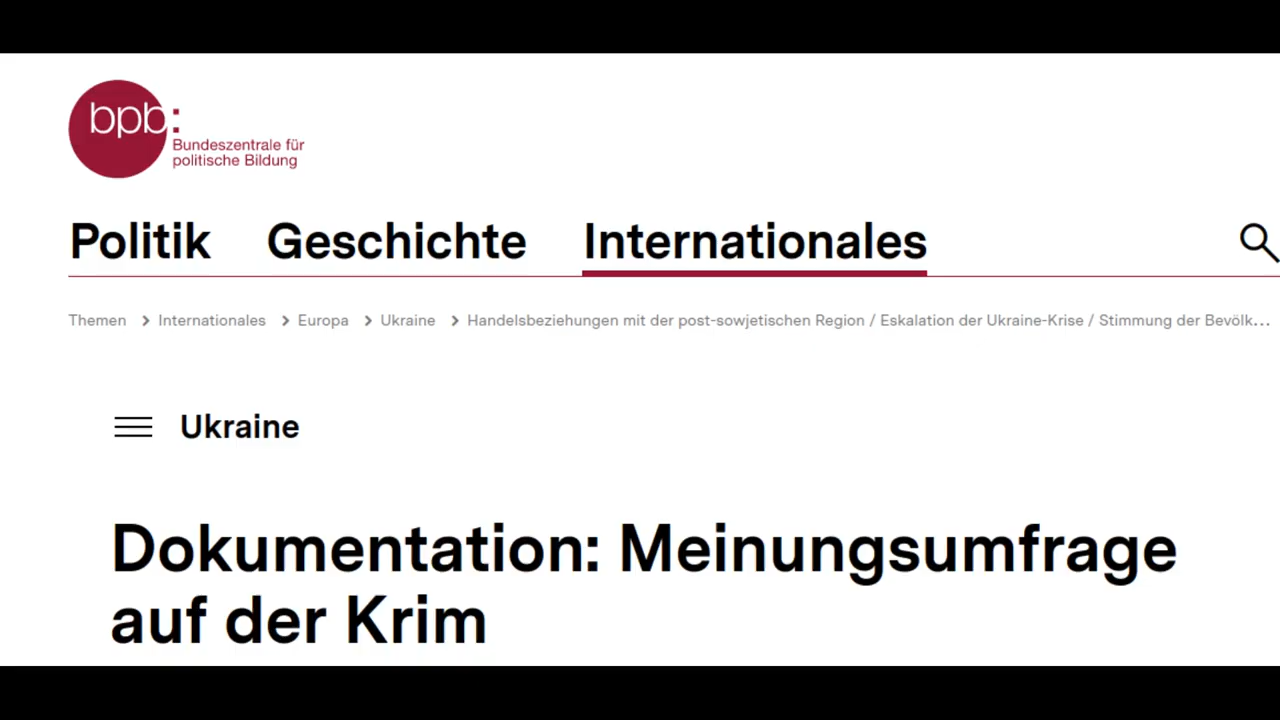 bpb:
Bundeszentrale für
politische Bildung
Politik Geschichte Internationales
Themen > Internationales > Europa > Ukraine > Handelsbeziehungen mit der post-sowjetischen Region / Eskalation der Ukraine-Krise / Stimmung der Bevölk...
Ukraine
Dokumentation: Meinungsumfrage
auf der Krim